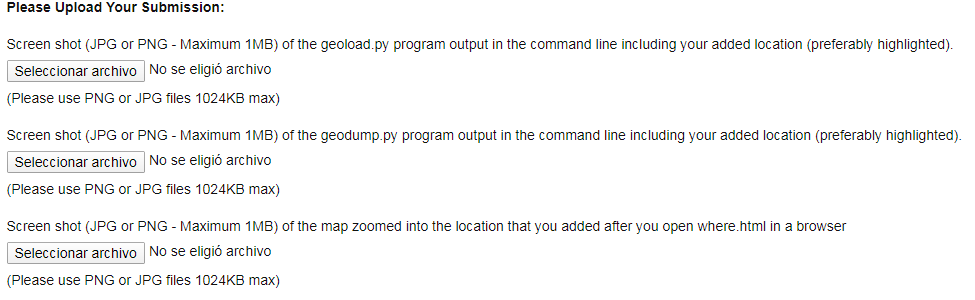 Please Upload Your Submission:
Screen shot (JPG or PNG - Maximum 1MB) of the geoload.py program output in the command line including your added location (preferably highlighted).
Seleccionar archivo No se eligió archivo
(Please use PNG or JPG files 1024KB max)
Screen shot (JPG or PNG - Maximum 1MB) of the geodump.py program output in the command line including your added location (preferably highlighted).
Seleccionar archivo No se eligió archivo
(Please use PNG or JPG files 1024KB max)
Screen shot (JPG or PNG - Maximum 1MB) of the map zoomed into the location that you added after you open where.html in a browser
Seleccionar archivo No se eligió archivo
(Please use PNG or JPG files 1024KB max)